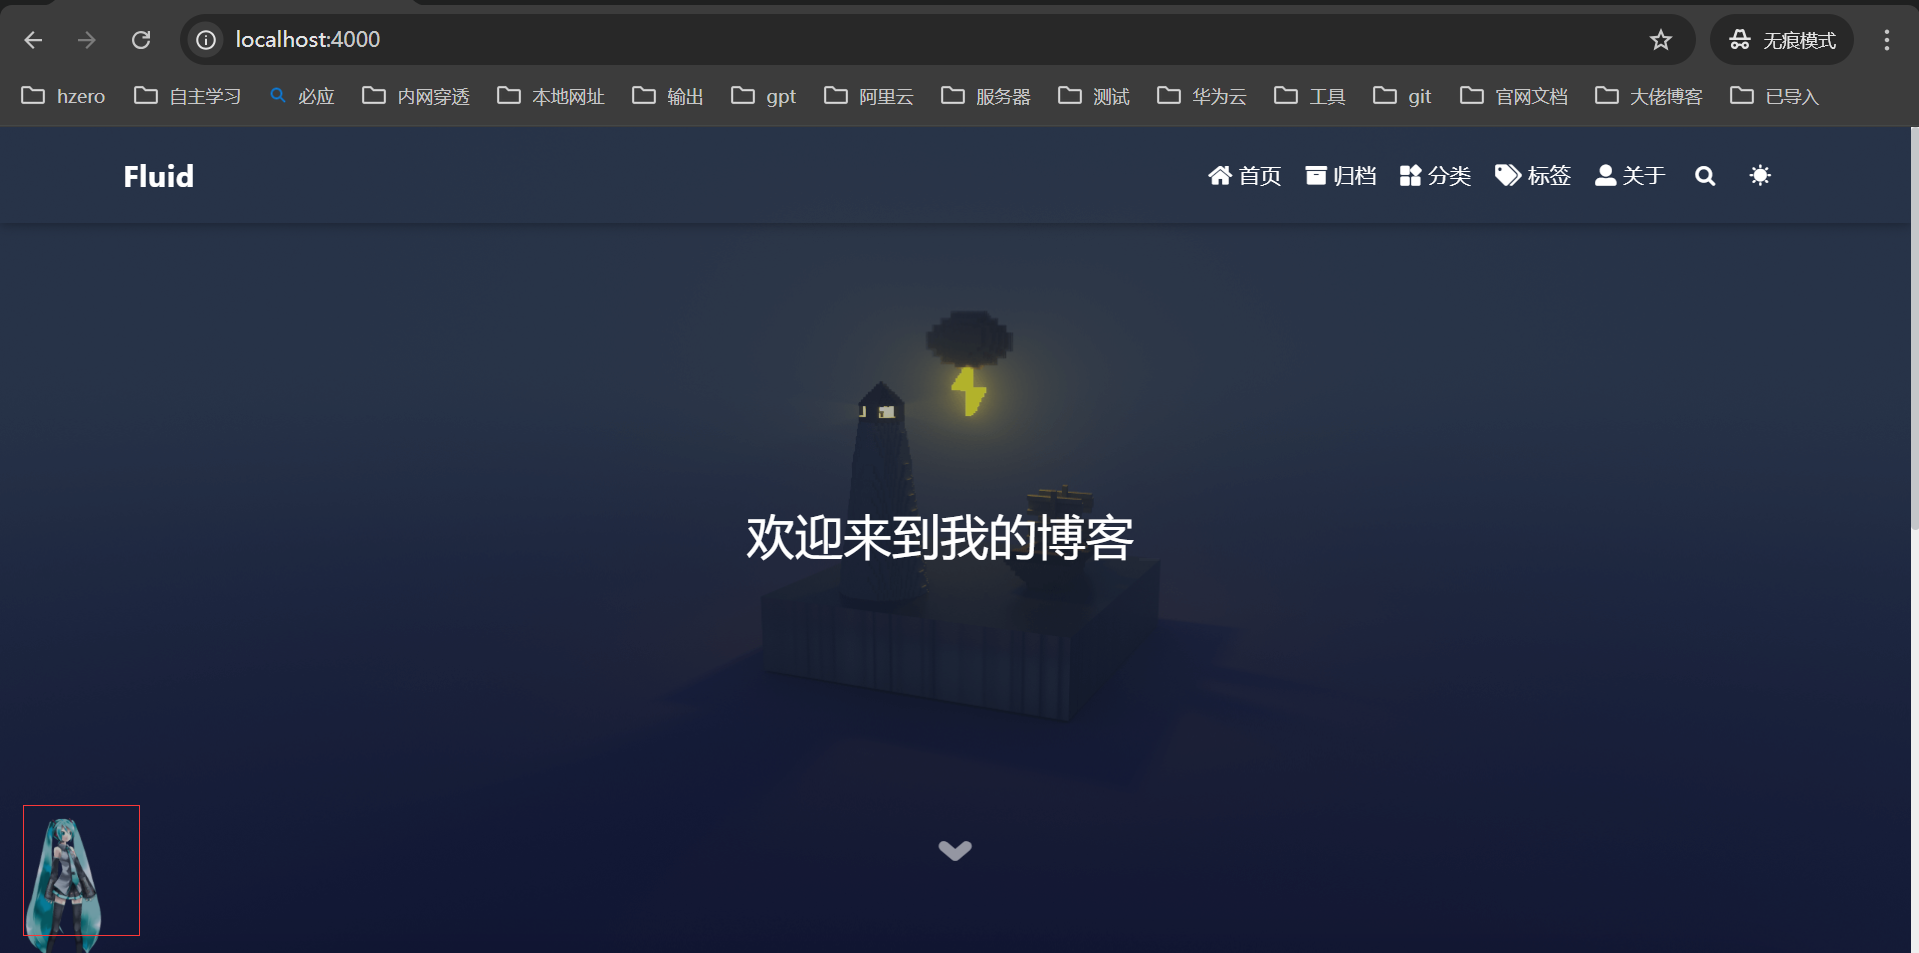 localhost:4000
无痕模式
hzero 自主学习 必应 内网穿透 本地网址 输出 gpt 阿里云 服务器 测试 华为云 工具 git 官网文档 大佬博客 已导入
Fluid 首页 归档 分类 标签 关于
欢迎来到我的博客